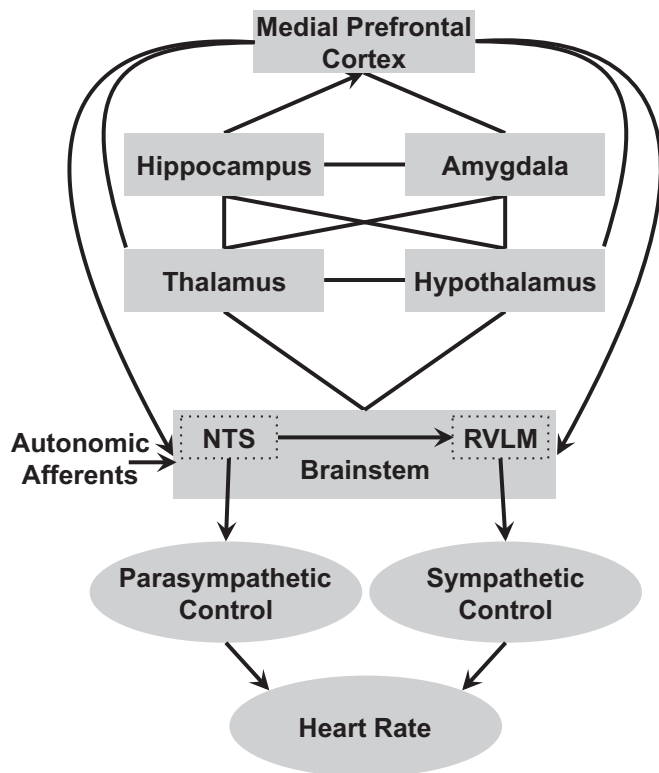 Medial Prefrontal
Cortex
Hippocampus
Amygdala
Thalamus
Hypothalamus
NTS
RVLM
Autonomic
Afferents
Brainstem
Parasympathetic
Control
Sympathetic
Control
Heart Rate